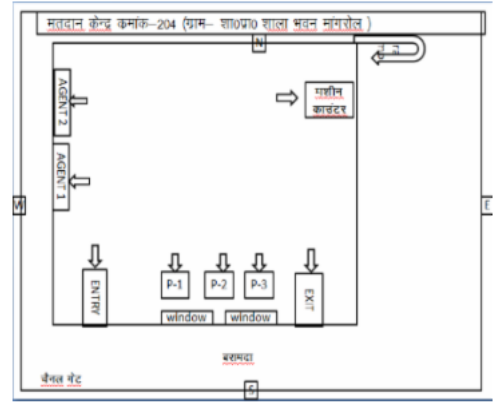 मतदान केन्द्र कमांक–204 (ग्राम– शा0प्रा0 शाला भवन मांगरोल )
N
AGENT 2
मशीन
काउंटर
AGENT 1
W
E
ENTRY
P-1
P-2
P-3
EXIT
window
window
बरामदा
चैनल गेट
S